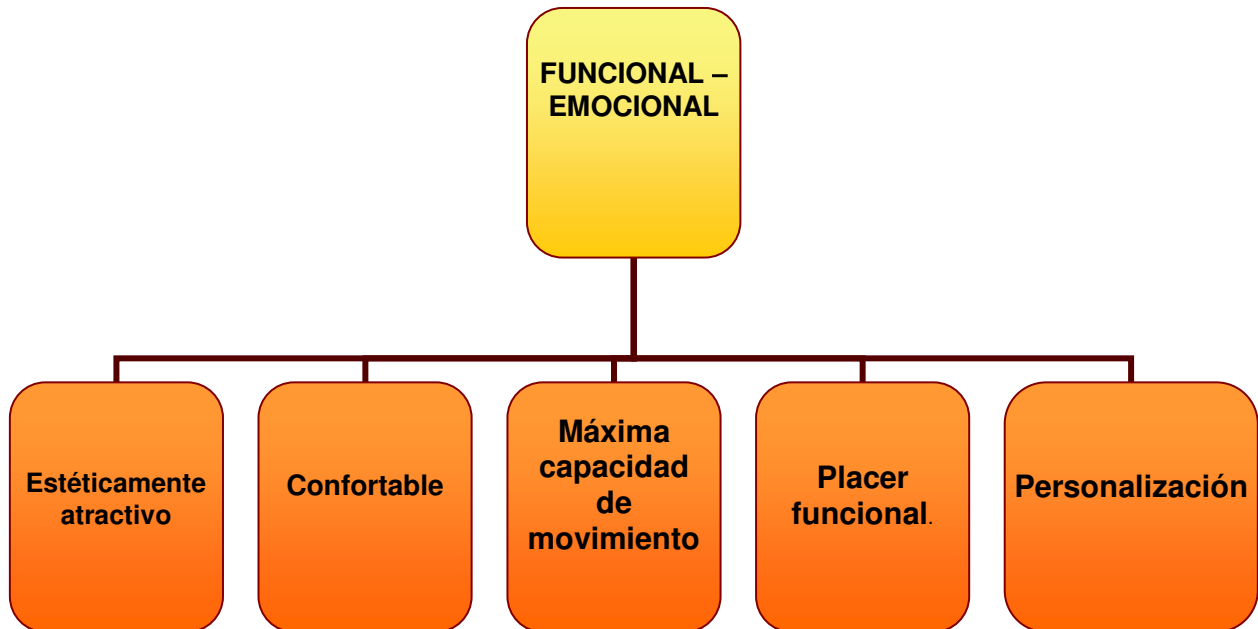 FUNCIONAL –
EMOCIONAL
Estéticamente
atractivo
Confortable
Máxima
capacidad
de
movimiento
Placer
funcional.
Personalización